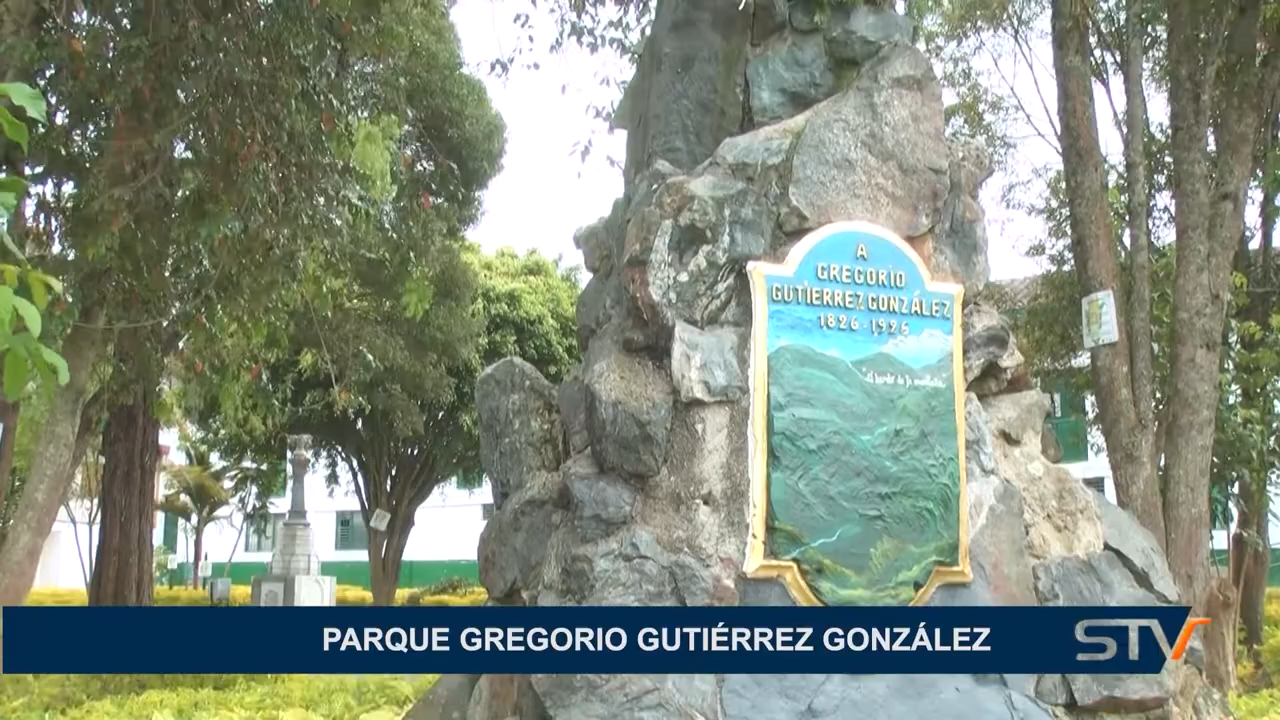 A
GREGORIO
GUTIERREZ GONZÁLEZ
1826 - 1926
PARQUE GREGORIO GUTIÉRREZ GONZÁLEZ
STV